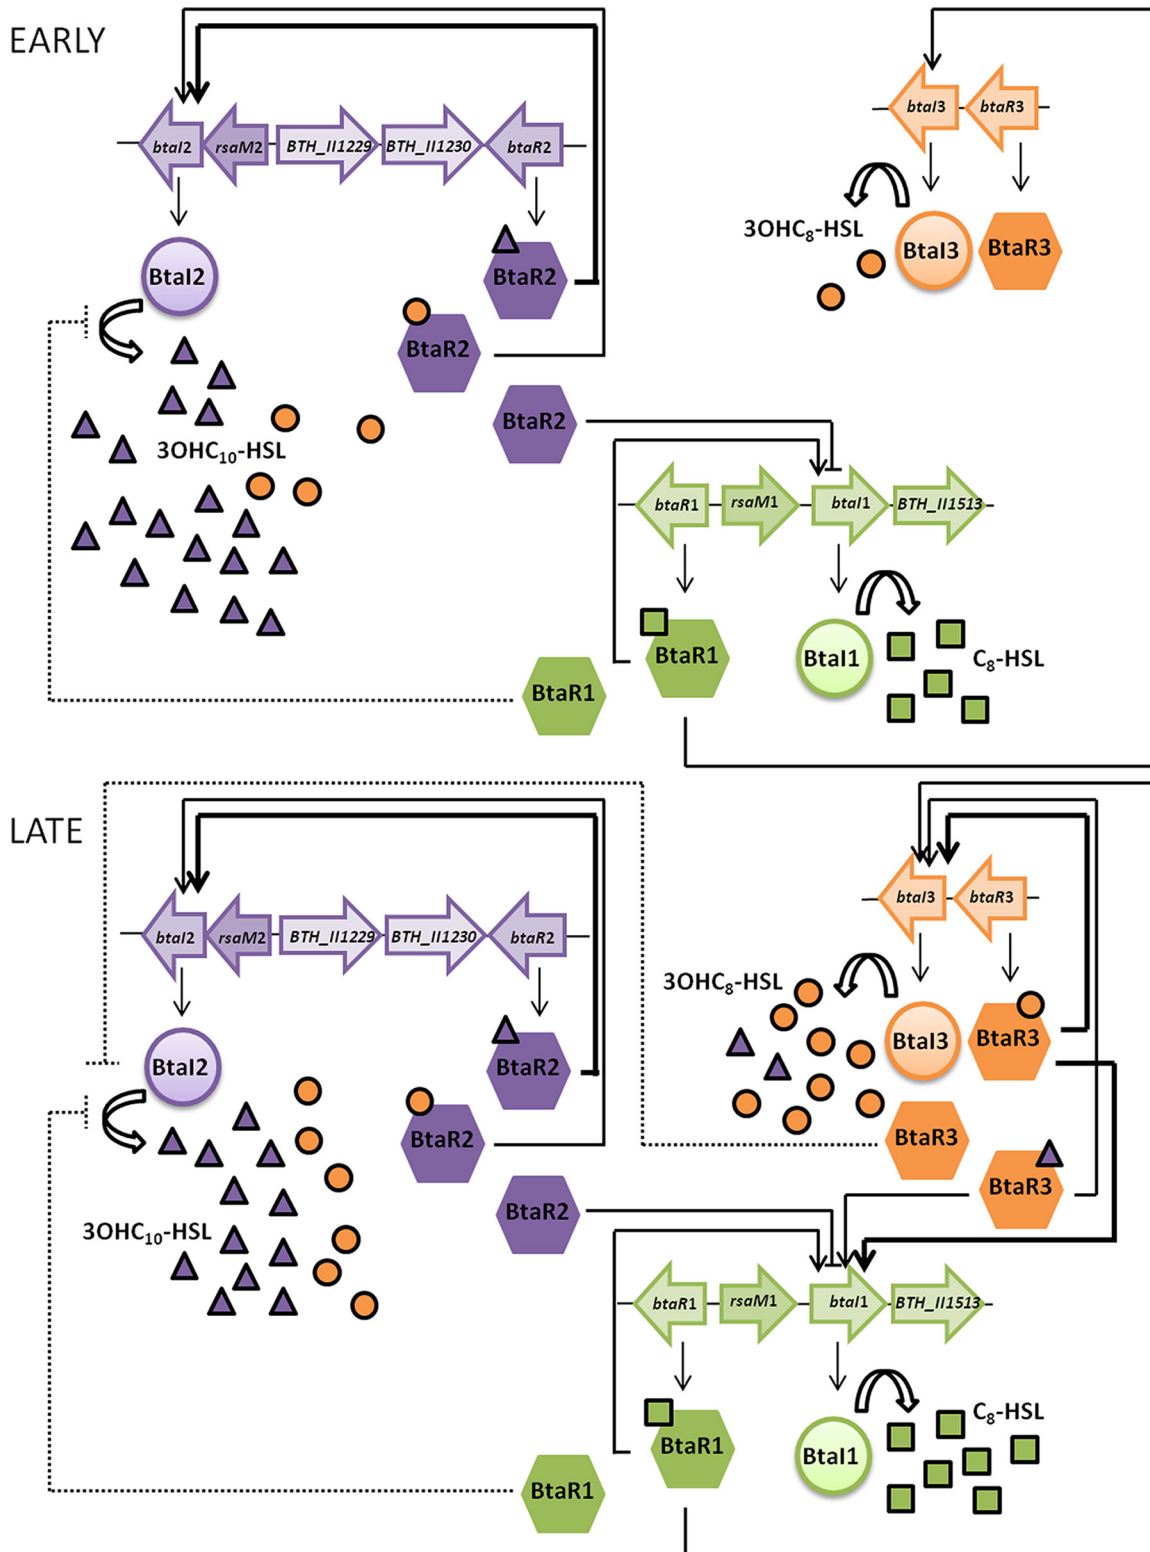 EARLY
btaI2 rsaM2 BTH_II1229 BTH_II1230 btaR2
btaI3 btaR3
BtaI2
BtaR2
3OHC8-HSL
BtaI3
BtaR3
BtaR2
BtaR2
3OHC10-HSL
btaR1 rsaM1 btaI1 BTH_II1513
BtaR1
BtaR1
BtaI1
C8-HSL
LATE
btaI2 rsaM2 BTH_II1229 BTH_II1230 btaR2
btaI3 btaR3
BtaI2
BtaR2
3OHC8-HSL
BtaI3
BtaR3
BtaR2
BtaR3
BtaR3
BtaR2
3OHC10-HSL
btaR1 rsaM1 btaI1 BTH_II1513
BtaR1
BtaR1
BtaI1
C8-HSL